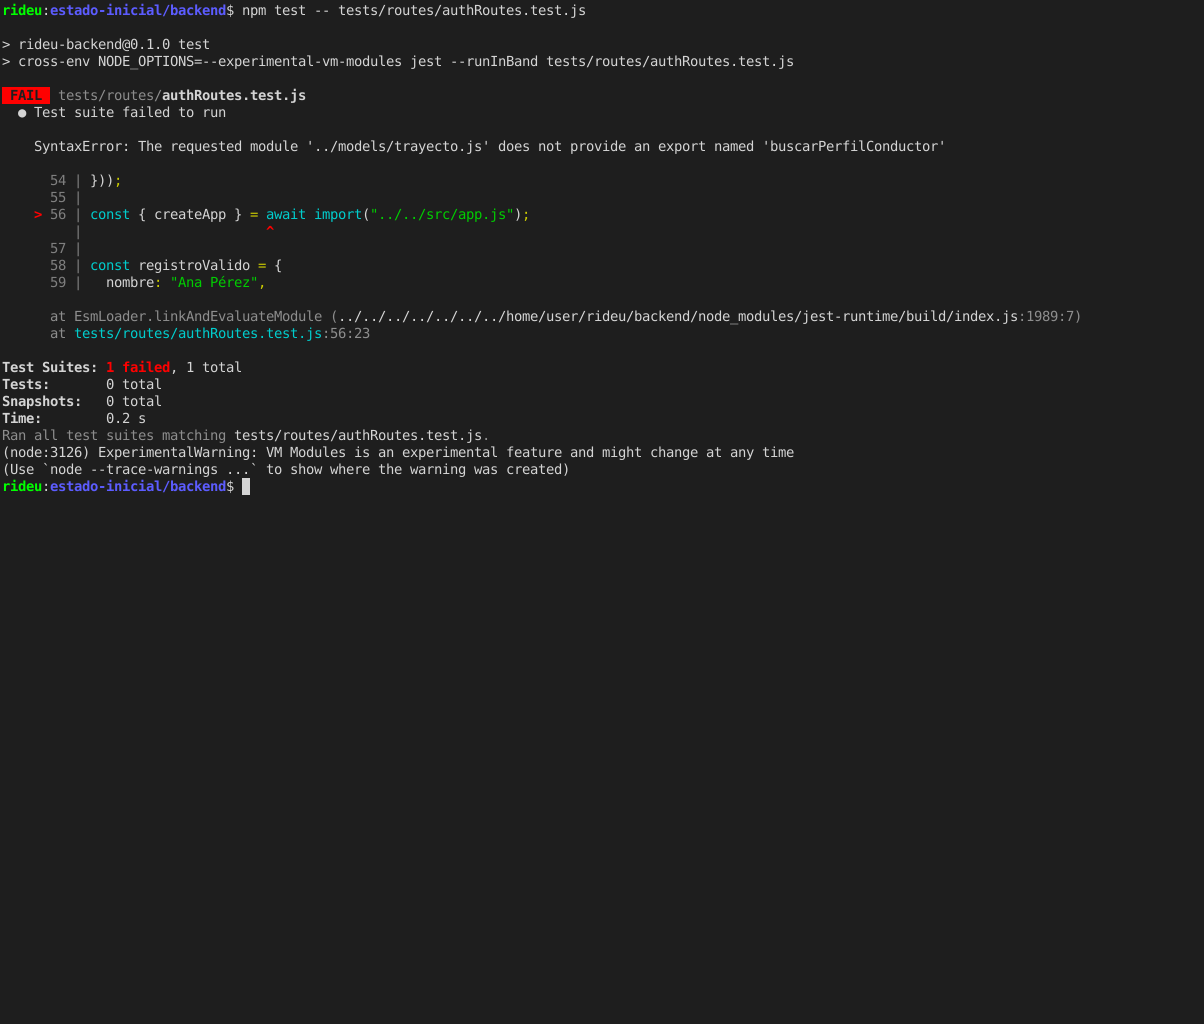 rideu:estado-inicial/backend$ npm test -- tests/routes/authRoutes.test.js
> rideu-backend@0.1.0 test
> cross-env NODE_OPTIONS=--experimental-vm-modules jest --runInBand tests/routes/authRoutes.test.js
FAIL tests/routes/authRoutes.test.js
● Test suite failed to run
SyntaxError: The requested module '../models/trayecto.js' does not provide an export named 'buscarPerfilConductor'
54 | }));
55 |
> 56 | const { createApp } = await import("../../src/app.js");
| ^
57 |
58 | const registroValido = {
59 | nombre: "Ana Pérez",
at EsmLoader.linkAndEvaluateModule (../../../../../../../home/user/rideu/backend/node_modules/jest-runtime/build/index.js:1989:7)
at tests/routes/authRoutes.test.js:56:23
Test Suites: 1 failed, 1 total
Tests: 0 total
Snapshots: 0 total
Time: 0.2 s
Ran all test suites matching tests/routes/authRoutes.test.js.
(node:3126) ExperimentalWarning: VM Modules is an experimental feature and might change at any time
(Use `node --trace-warnings ...` to show where the warning was created)
rideu:estado-inicial/backend$